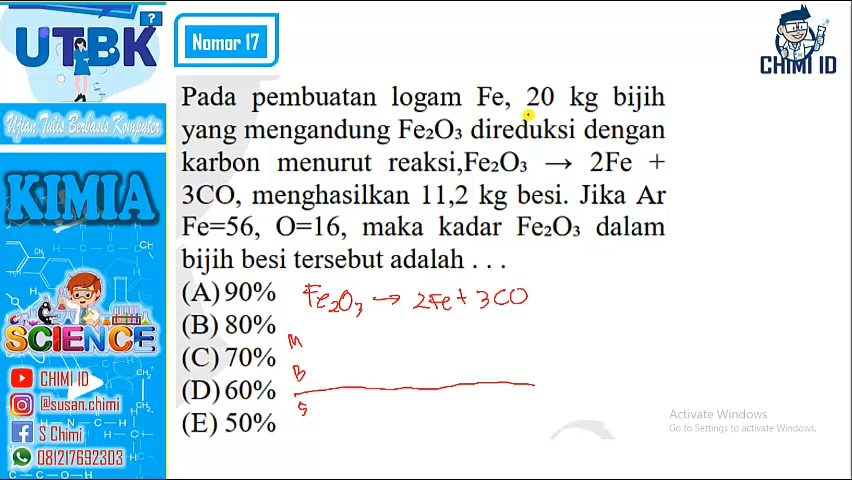 UTBK
?
Ujian Tulis Berbasis Komputer
KIMIA
SCIENCE
CHIMI ID
@susan.chimi
S Chimi
081217692303
Nomor 17
CHIMI ID
Pada pembuatan logam Fe, 20 kg bijih
yang mengandung Fe₂O₃ direduksi dengan
karbon menurut reaksi,Fe₂O₃ → 2Fe +
3CO, menghasilkan 11,2 kg besi. Jika Ar
Fe=56, O=16, maka kadar Fe₂O₃ dalam
bijih besi tersebut adalah . . .
(A) 90%
(B) 80%
(C) 70%
(D) 60%
(E) 50%
Fe₂O₃ → 2Fe + 3CO
M
B
S
Activate Windows
Go to Settings to activate Windows.